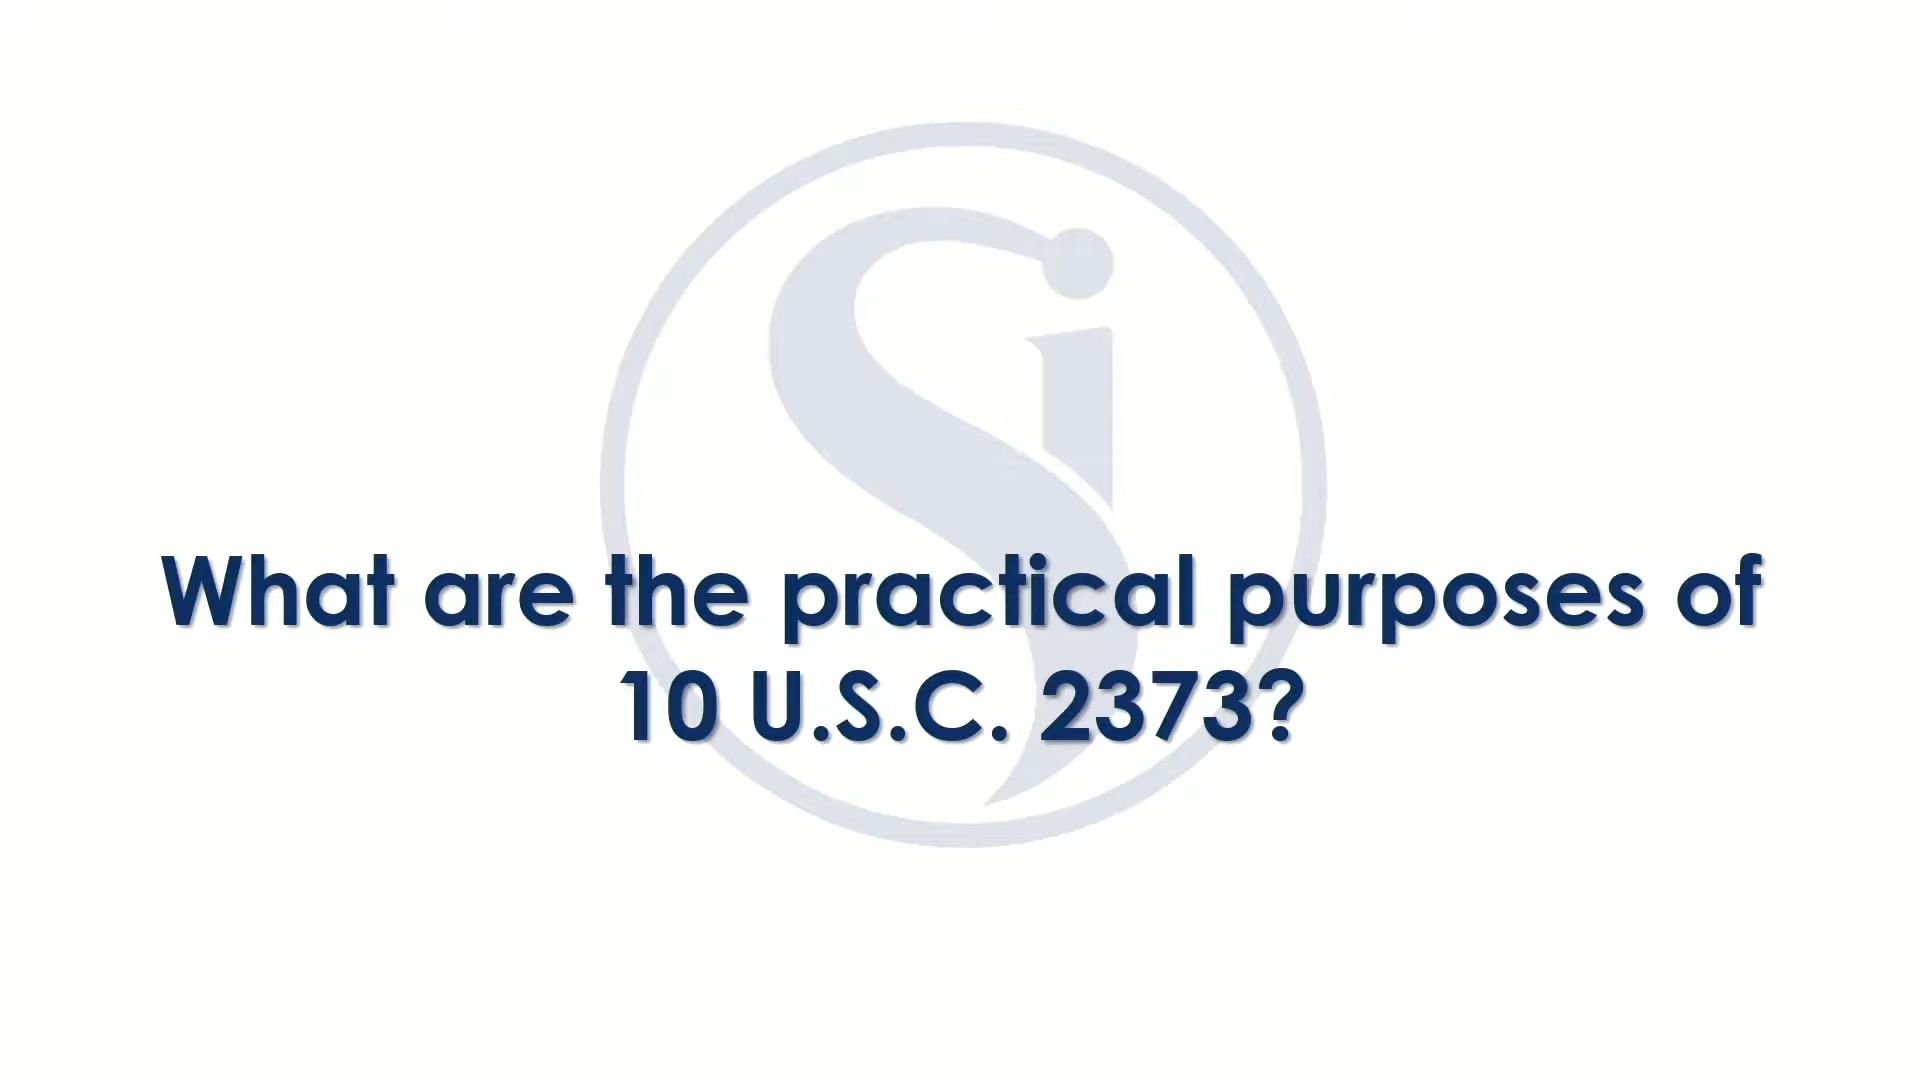 What are the practical purposes of
10 U.S.C. 2373?